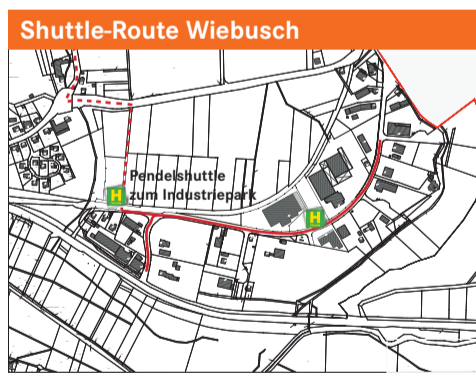 Shuttle-Route Wiebusch
Pendelshuttle
H zum Industriepark
H